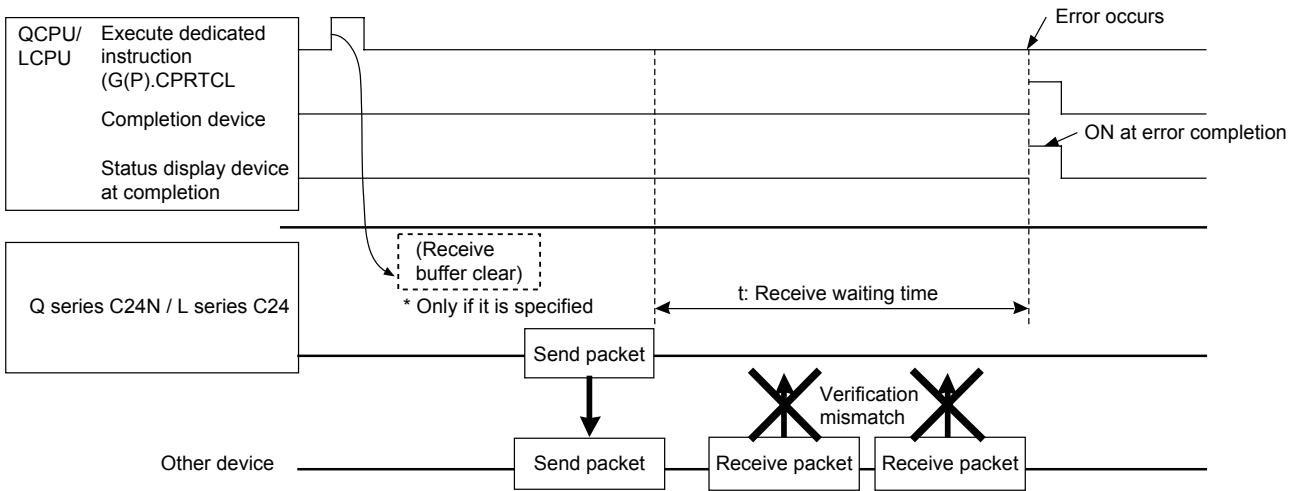 Error occurs
QCPU/ Execute dedicated
LCPU instruction
(G(P).CPRTCL
Completion device
ON at error completion
Status display device
at completion
(Receive
buffer clear)
* Only if it is specified
t: Receive waiting time
Q series C24N / L series C24
Send packet
Verification
mismatch
Other device
Send packet
Receive packet
Receive packet